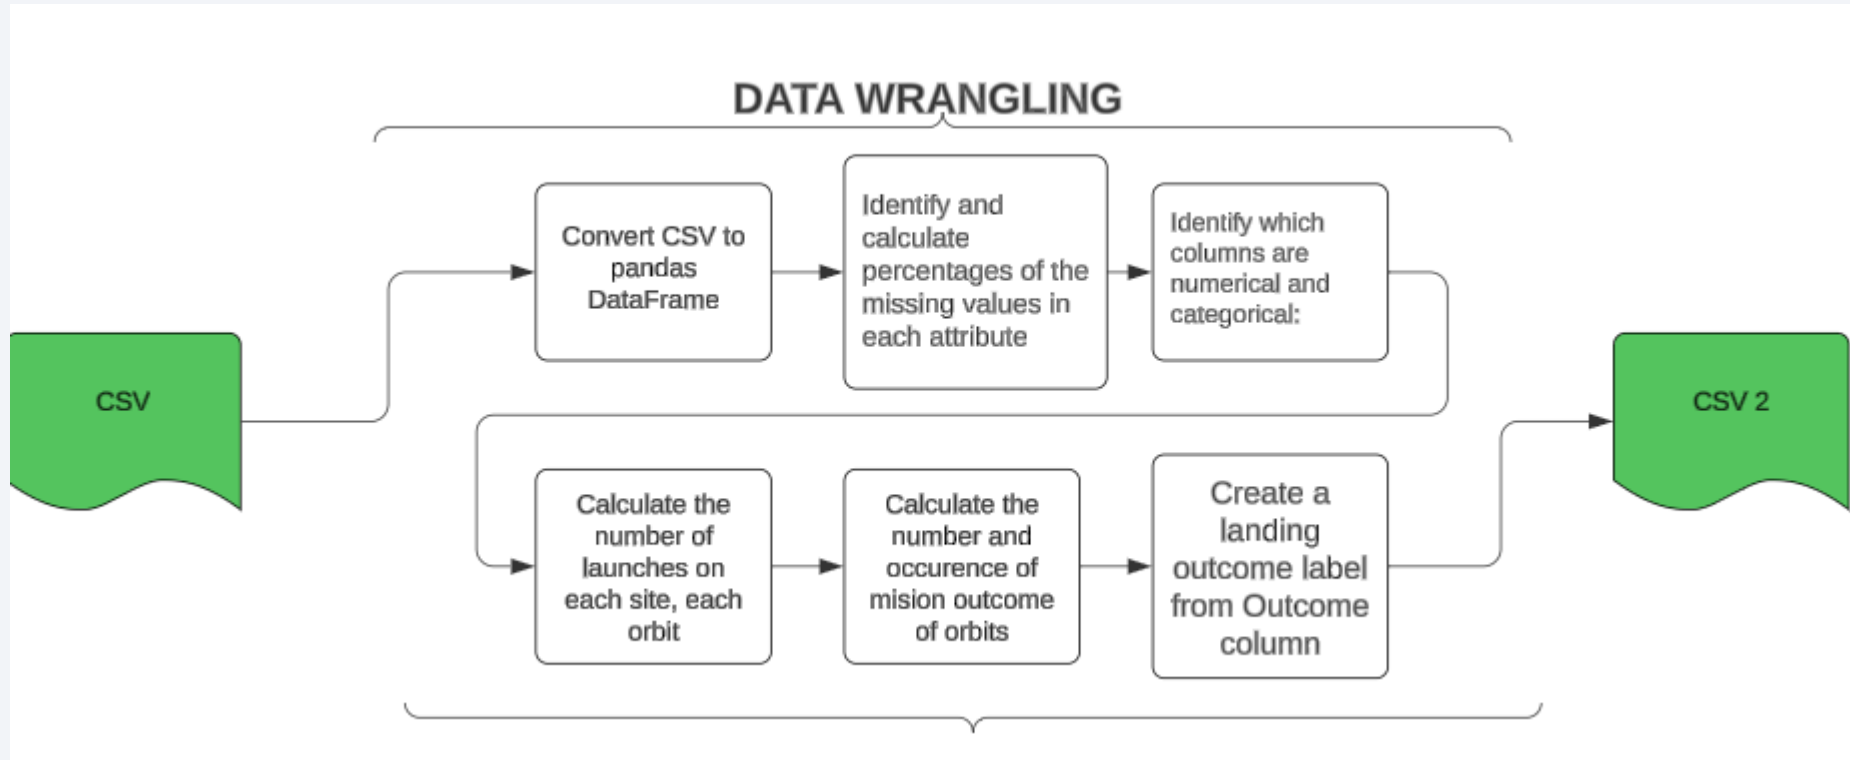 DATA WRANGLING
Convert CSV to
pandas
DataFrame
Identify and
calculate
percentages of the
missing values in
each attribute
Identify which
columns are
numerical and
categorical:
CSV
CSV 2
Calculate the
number of
launches on
each site, each
orbit
Calculate the
number and
occurence of
mision outcome
of orbits
Create a
landing
outcome label
from Outcome
column